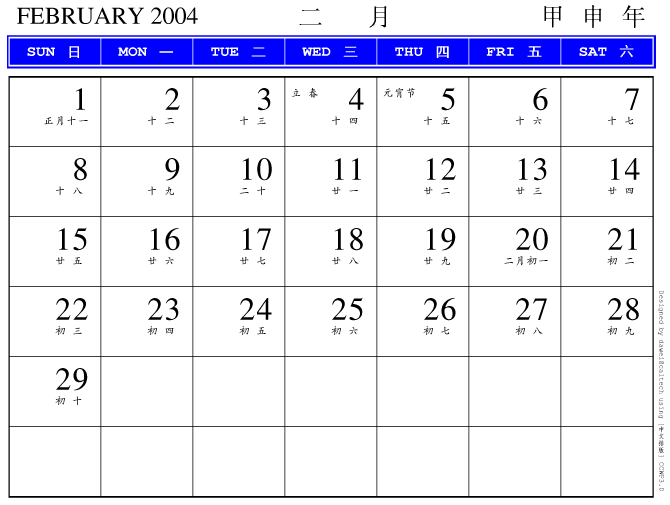 FEBRUARY 2004 二 月 甲 申 年
SUN 日 MON 一 TUE 二 WED 三 THU 四 FRI 五 SAT 六
1 2 3 立 春 4 元宵节 5 6 7
正月十一 十 二 十 三 十 四 十 五 十 六 十 七
8 9 10 11 12 13 14
十 八 十 九 二 十 廿 一 廿 二 廿 三 廿 四
15 16 17 18 19 20 21
廿 五 廿 六 廿 七 廿 八 廿 九 二月初一 初 二
22 23 24 25 26 27 28
初 三 初 四 初 五 初 六 初 七 初 八 初 九
29
初 十
Designed by dawei@caltech using [中文排版] CCWP3.0